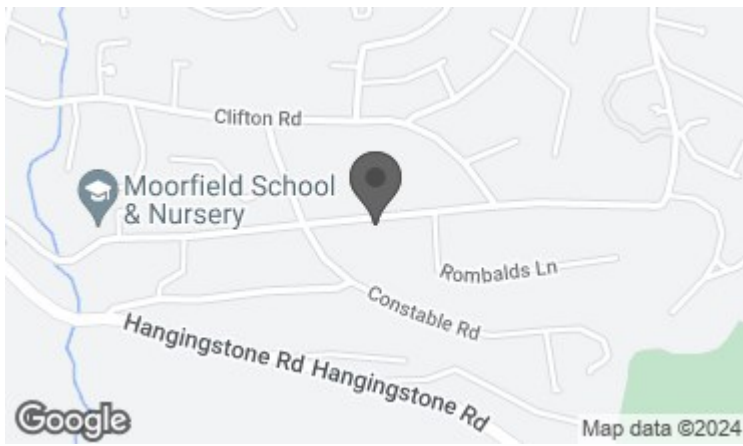 Clifton Rd
Moorfield School
& Nursery
Rombalds Ln
Constable Rd
Hangingstone Rd
Hangingstone Rd
Google
Map data ©2024